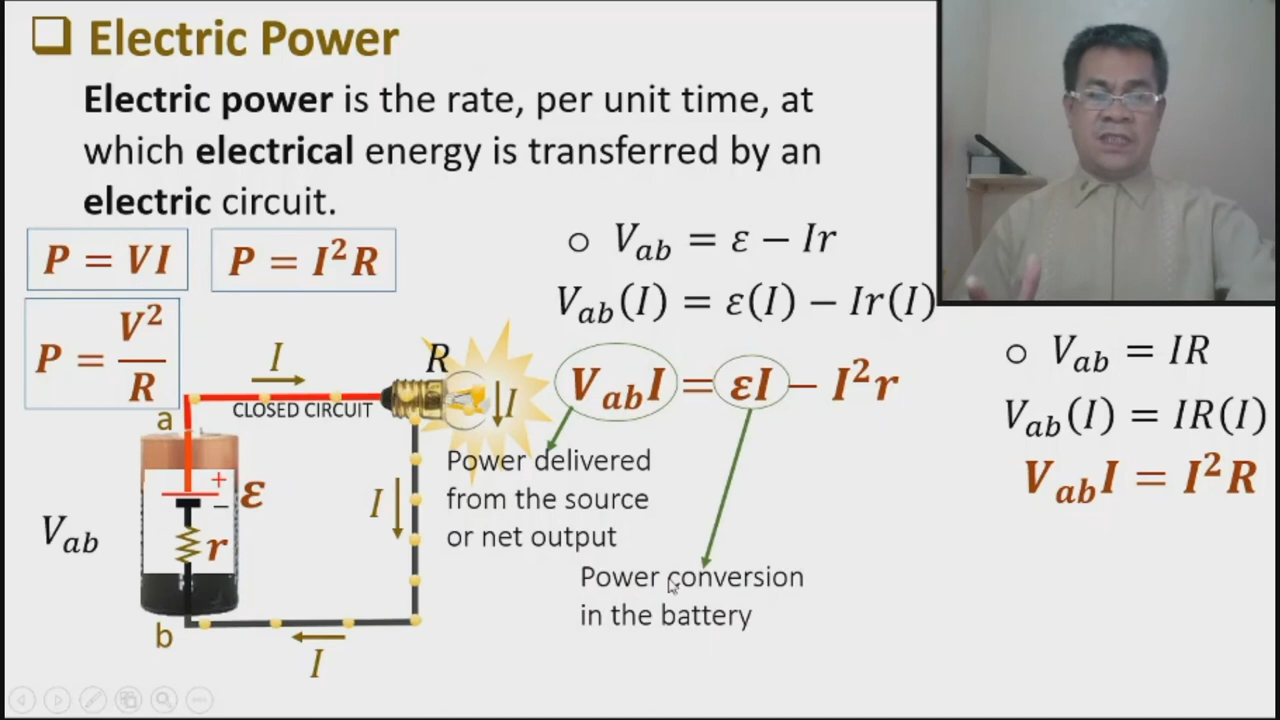 Electric Power
Electric power is the rate, per unit time, at
which electrical energy is transferred by an
electric circuit.
P = VI
P = I²R
P = V²/R
V_ab = ε − Ir
V_ab(I) = ε(I) − Ir(I)
V_abI = εI − I²r
Power delivered
from the source
or net output
Power conversion
in the battery
V_ab = IR
V_ab(I) = IR(I)
V_abI = I²R
I
R
CLOSED CIRCUIT
I
a
+
ε
−
I
V_ab
r
b
I